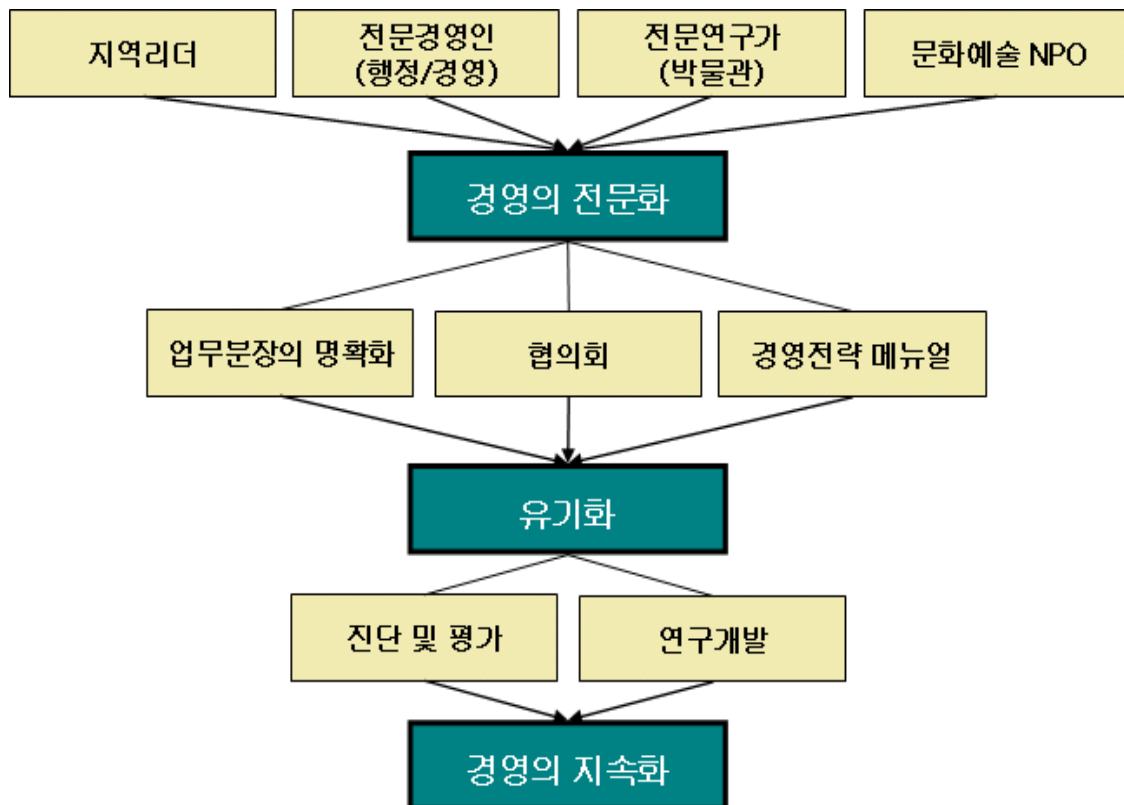 지역리더
전문경영인
(행정/경영)
전문연구가
(박물관)
문화예술 NPO
경영의 전문화
업무분장의 명확화
협의회
경영전략 메뉴얼
유기화
진단 및 평가
연구개발
경영의 지속화